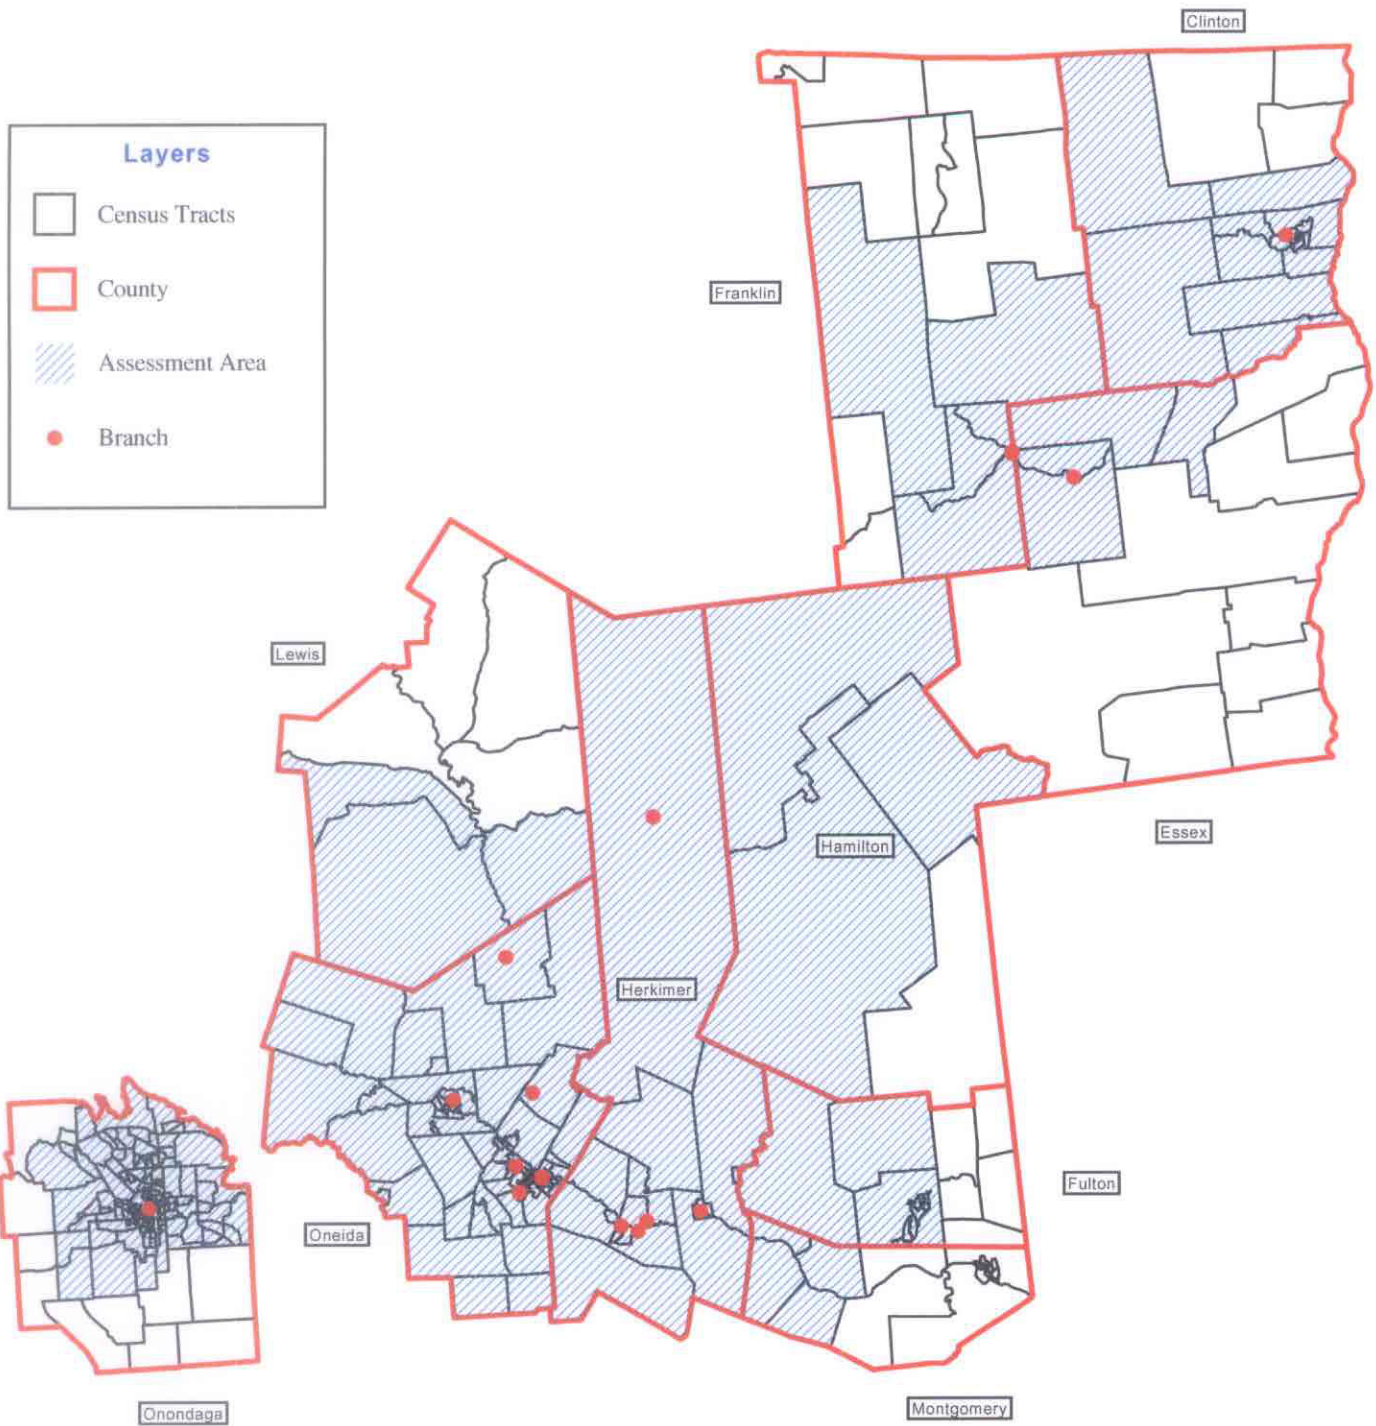 Clinton
Layers
Census Tracts
County
Assessment Area
Branch
Franklin
Lewis
Essex
Hamilton
Herkimer
Fulton
Oneida
Onondaga
Montgomery